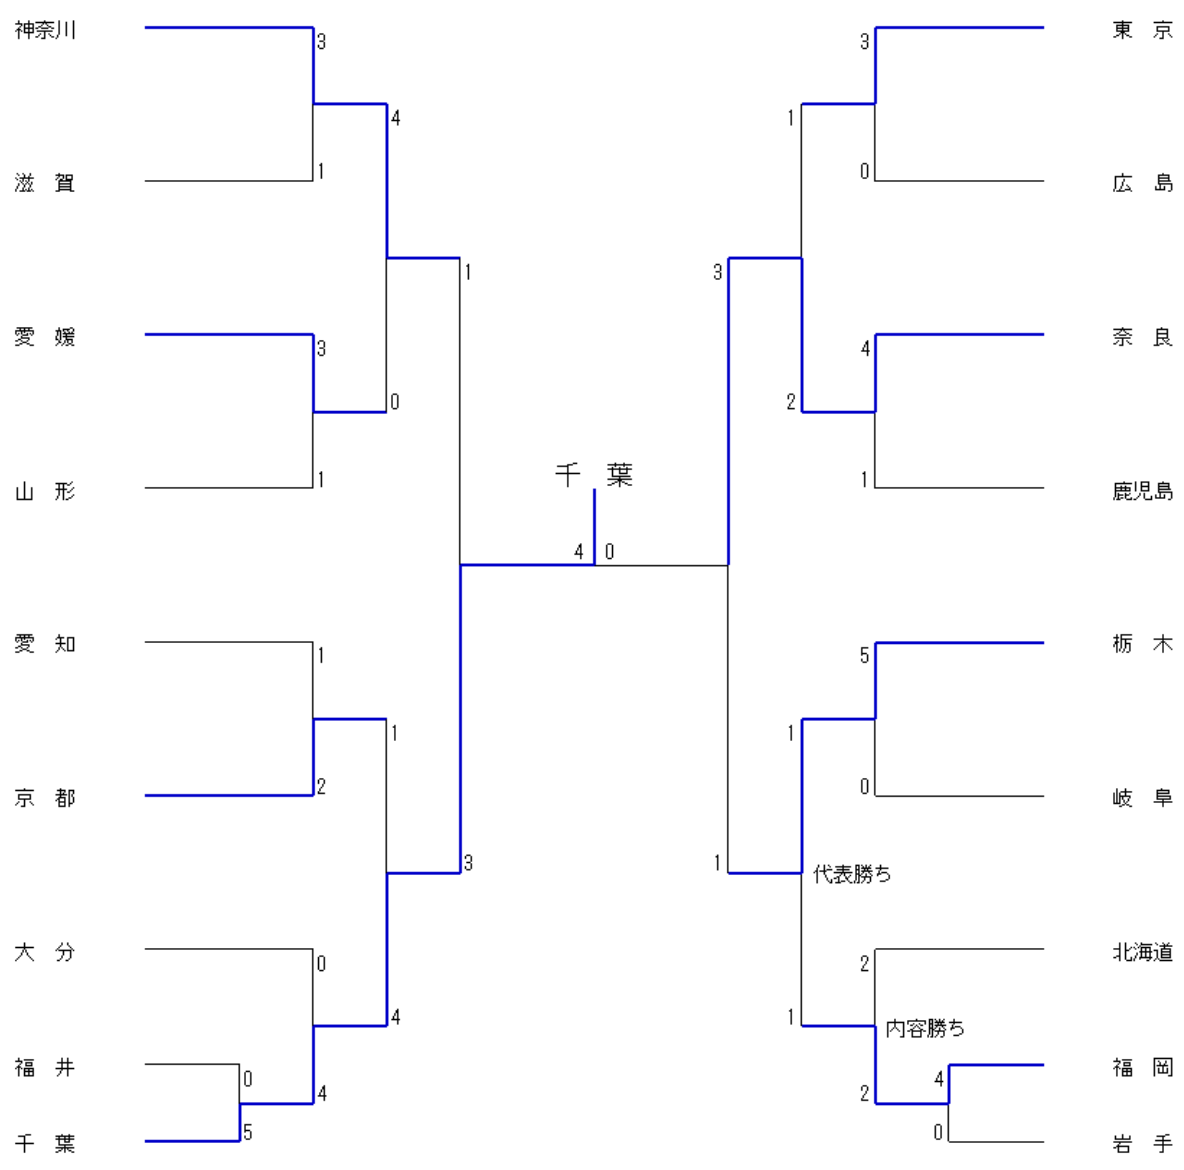 神奈川
3
4
滋　賀
1
1
愛　媛
3
0
山　形
1
愛　知
1
1
京　都
2
3
大　分
0
4
福　井
0
4
千　葉
5
千　葉
4 0
東　京
3
1
広　島
0
3
奈　良
4
2
鹿児島
1
栃　木
5
1
岐　阜
0
1
代表勝ち
北海道
2
1
内容勝ち
福　岡
4
2
岩　手
0